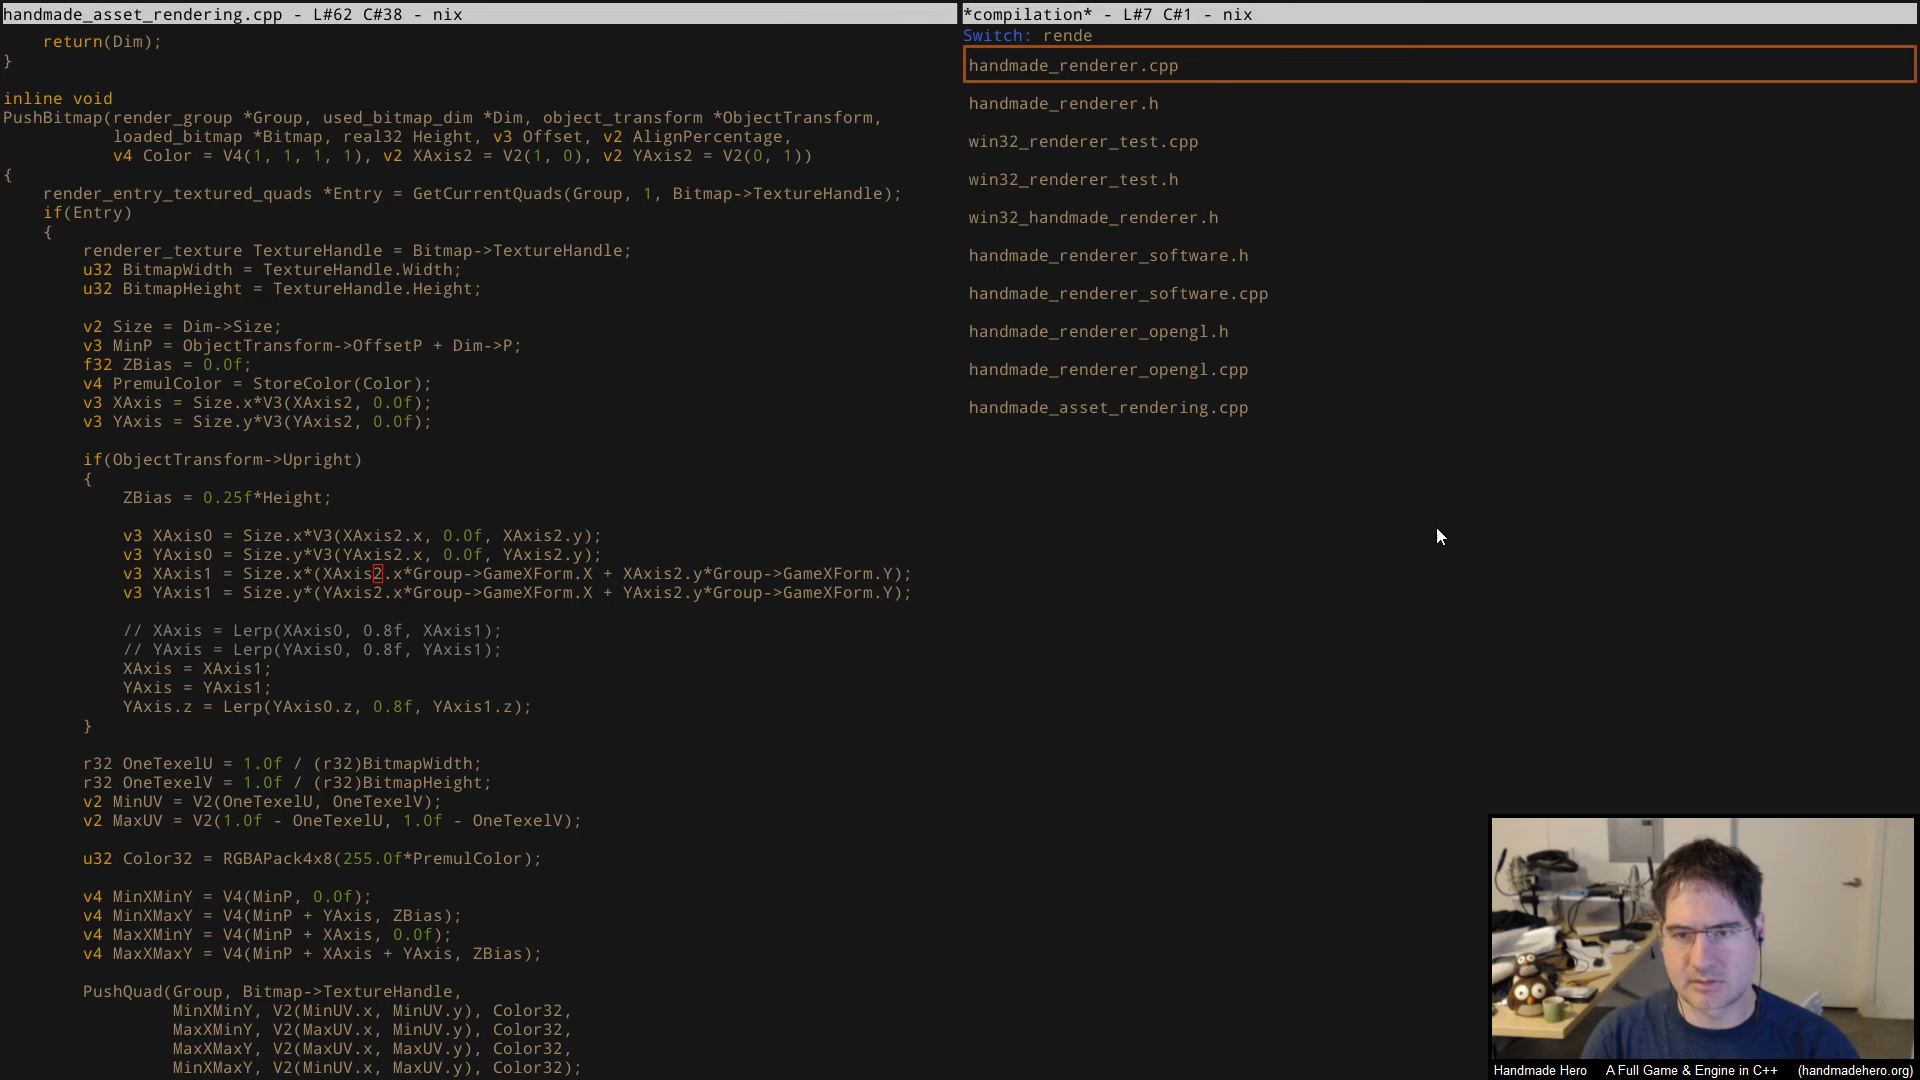 handmade_asset_rendering.cpp - L#62 C#38 - nix
    return(Dim);
}
inline void
PushBitmap(render_group *Group, used_bitmap_dim *Dim, object_transform *ObjectTransform,
           loaded_bitmap *Bitmap, real32 Height, v3 Offset, v2 AlignPercentage,
           v4 Color = V4(1, 1, 1, 1), v2 XAxis2 = V2(1, 0), v2 YAxis2 = V2(0, 1))
{
    render_entry_textured_quads *Entry = GetCurrentQuads(Group, 1, Bitmap->TextureHandle);
    if(Entry)
    {
        renderer_texture TextureHandle = Bitmap->TextureHandle;
        u32 BitmapWidth = TextureHandle.Width;
        u32 BitmapHeight = TextureHandle.Height;
        v2 Size = Dim->Size;
        v3 MinP = ObjectTransform->OffsetP + Dim->P;
        f32 ZBias = 0.0f;
        v4 PremulColor = StoreColor(Color);
        v3 XAxis = Size.x*V3(XAxis2, 0.0f);
        v3 YAxis = Size.y*V3(YAxis2, 0.0f);
        if(ObjectTransform->Upright)
        {
            ZBias = 0.25f*Height;
            v3 XAxis0 = Size.x*V3(XAxis2.x, 0.0f, XAxis2.y);
            v3 YAxis0 = Size.y*V3(YAxis2.x, 0.0f, YAxis2.y);
            v3 XAxis1 = Size.x*(XAxis2.x*Group->GameXForm.X + XAxis2.y*Group->GameXForm.Y);
            v3 YAxis1 = Size.y*(YAxis2.x*Group->GameXForm.X + YAxis2.y*Group->GameXForm.Y);
            // XAxis = Lerp(XAxis0, 0.8f, XAxis1);
            // YAxis = Lerp(YAxis0, 0.8f, YAxis1);
            XAxis = XAxis1;
            YAxis = YAxis1;
            YAxis.z = Lerp(YAxis0.z, 0.8f, YAxis1.z);
        }
        r32 OneTexelU = 1.0f / (r32)BitmapWidth;
        r32 OneTexelV = 1.0f / (r32)BitmapHeight;
        v2 MinUV = V2(OneTexelU, OneTexelV);
        v2 MaxUV = V2(1.0f - OneTexelU, 1.0f - OneTexelV);
        u32 Color32 = RGBAPack4x8(255.0f*PremulColor);
        v4 MinXMinY = V4(MinP, 0.0f);
        v4 MinXMaxY = V4(MinP + YAxis, ZBias);
        v4 MaxXMinY = V4(MinP + XAxis, 0.0f);
        v4 MaxXMaxY = V4(MinP + XAxis + YAxis, ZBias);
        PushQuad(Group, Bitmap->TextureHandle,
                 MinXMinY, V2(MinUV.x, MinUV.y), Color32,
                 MaxXMinY, V2(MaxUV.x, MinUV.y), Color32,
                 MaxXMaxY, V2(MaxUV.x, MaxUV.y), Color32,
                 MinXMaxY, V2(MinUV.x, MaxUV.y), Color32);
*compilation* - L#7 C#1 - nix
Switch: rende
handmade_renderer.cpp
handmade_renderer.h
win32_renderer_test.cpp
win32_renderer_test.h
win32_handmade_renderer.h
handmade_renderer_software.h
handmade_renderer_software.cpp
handmade_renderer_opengl.h
handmade_renderer_opengl.cpp
handmade_asset_rendering.cpp
Handmade Hero A Full Game & Engine in C++ (handmadehero.org)